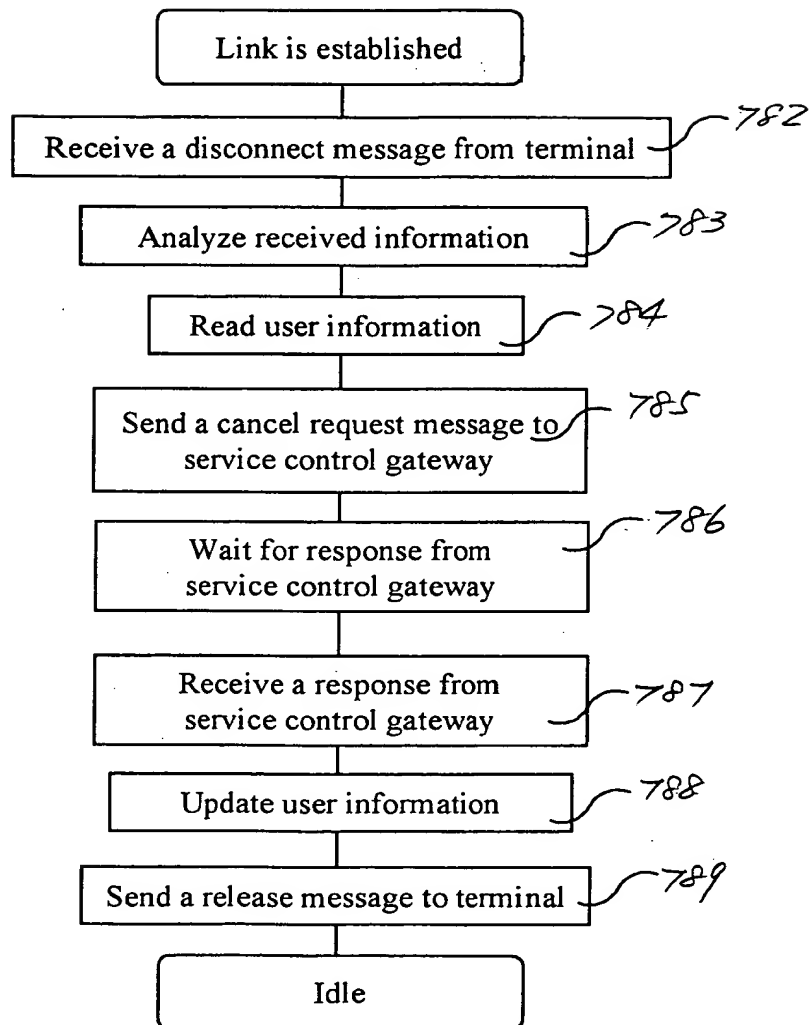 Link is established
782
Receive a disconnect message from terminal
783
Analyze received information
784
Read user information
785
Send a cancel request message to
service control gateway
786
Wait for response from
service control gateway
Receive a response from
service control gateway
787
788
Update user information
789
Send a release message to terminal
Idle